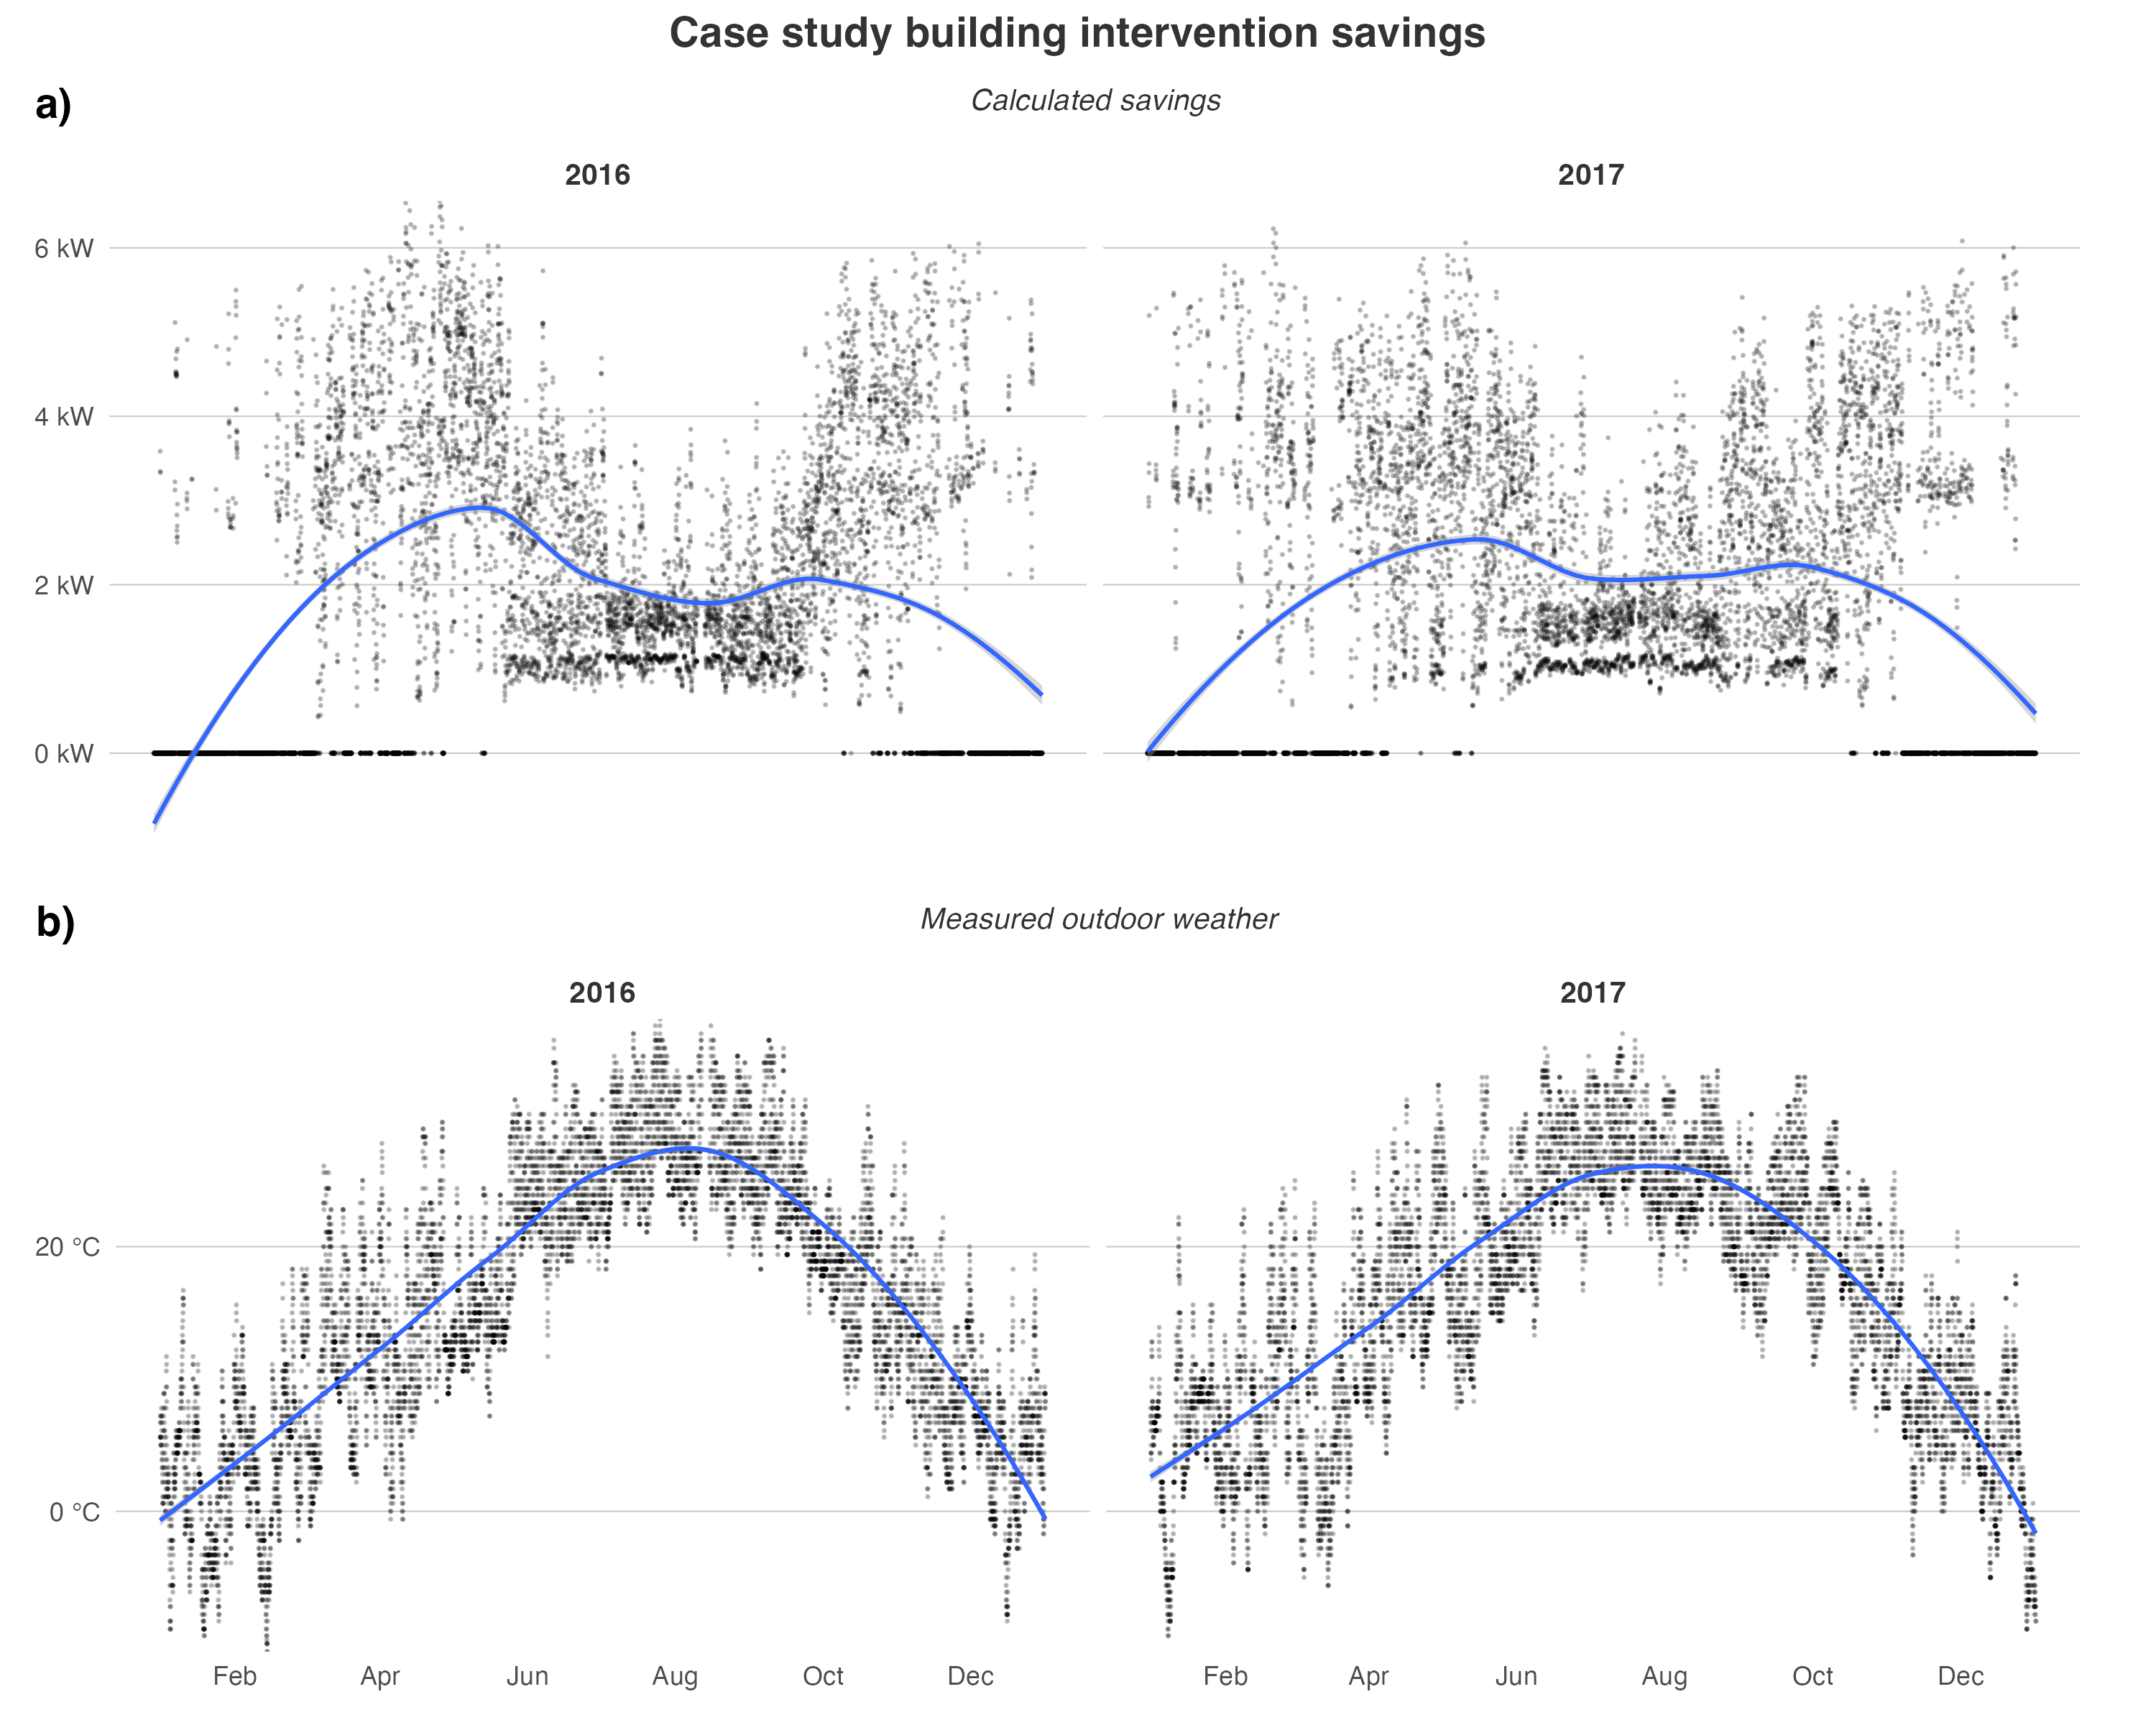 Case study building intervention savings
a)
Calculated savings
2016
2017
6 kW
4 kW
2 kW
0 kW
b)
Measured outdoor weather
2016
2017
20 °C
0 °C
Feb Apr Jun Aug Oct Dec Feb Apr Jun Aug Oct Dec